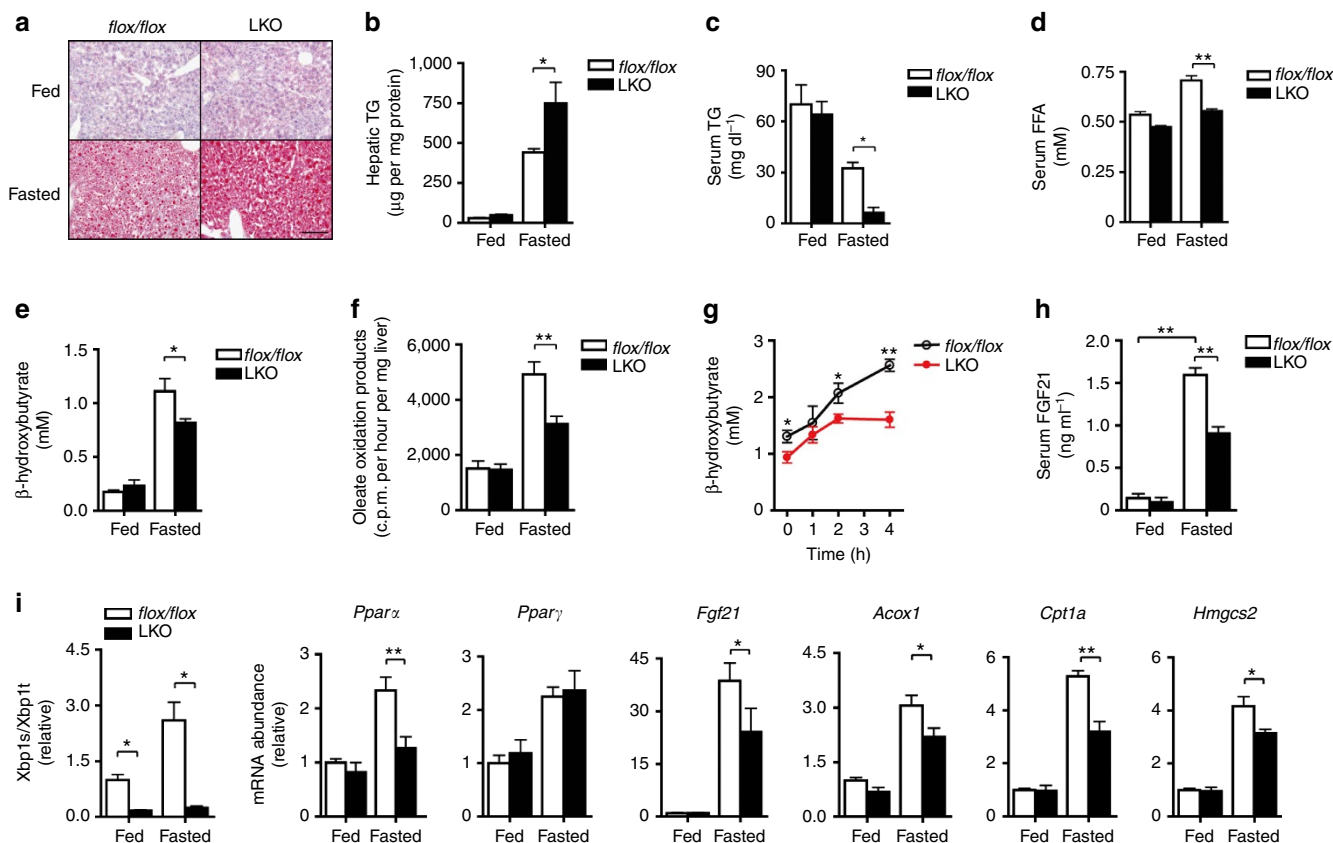 a
flox/flox
LKO
Fed
Fasted
b
1,000
750
500
250
0
Hepatic TG
(μg per mg protein)
*
flox/flox
LKO
Fed
Fasted
c
90
60
30
0
Serum TG
(mg dl⁻¹)
*
flox/flox
LKO
Fed
Fasted
d
0.75
0.50
0.25
0
Serum FFA
(mM)
**
flox/flox
LKO
Fed
Fasted
e
1.5
1.0
0.5
0.0
β-hydroxybutyrate
(mM)
*
flox/flox
LKO
Fed
Fasted
f
6,000
4,000
2,000
0
Oleate oxidation products
(c.p.m. per hour per mg liver)
**
flox/flox
LKO
Fed
Fasted
g
3
2
1
0
β-hydroxybutyrate
(mM)
*
*
**
flox/flox
LKO
0 1 2 3 4
Time (h)
h
2.0
1.5
1.0
0.5
0
Serum FGF21
(ng ml⁻¹)
**
**
flox/flox
LKO
Fed
Fasted
i
flox/flox
LKO
4.5
3.0
1.5
0.0
Xbp1s/Xbp1t
(relative)
*
*
Fed
Fasted
Pparα
3
2
1
0
mRNA abundance
(relative)
**
Fed
Fasted
Pparγ
3
2
1
0
Fed
Fasted
Fgf21
45
30
15
0
*
Fed
Fasted
Acox1
4.5
3.0
1.5
0.0
*
Fed
Fasted
Cpt1a
6
4
2
0
**
Fed
Fasted
Hmgcs2
6
4
2
0
*
Fed
Fasted